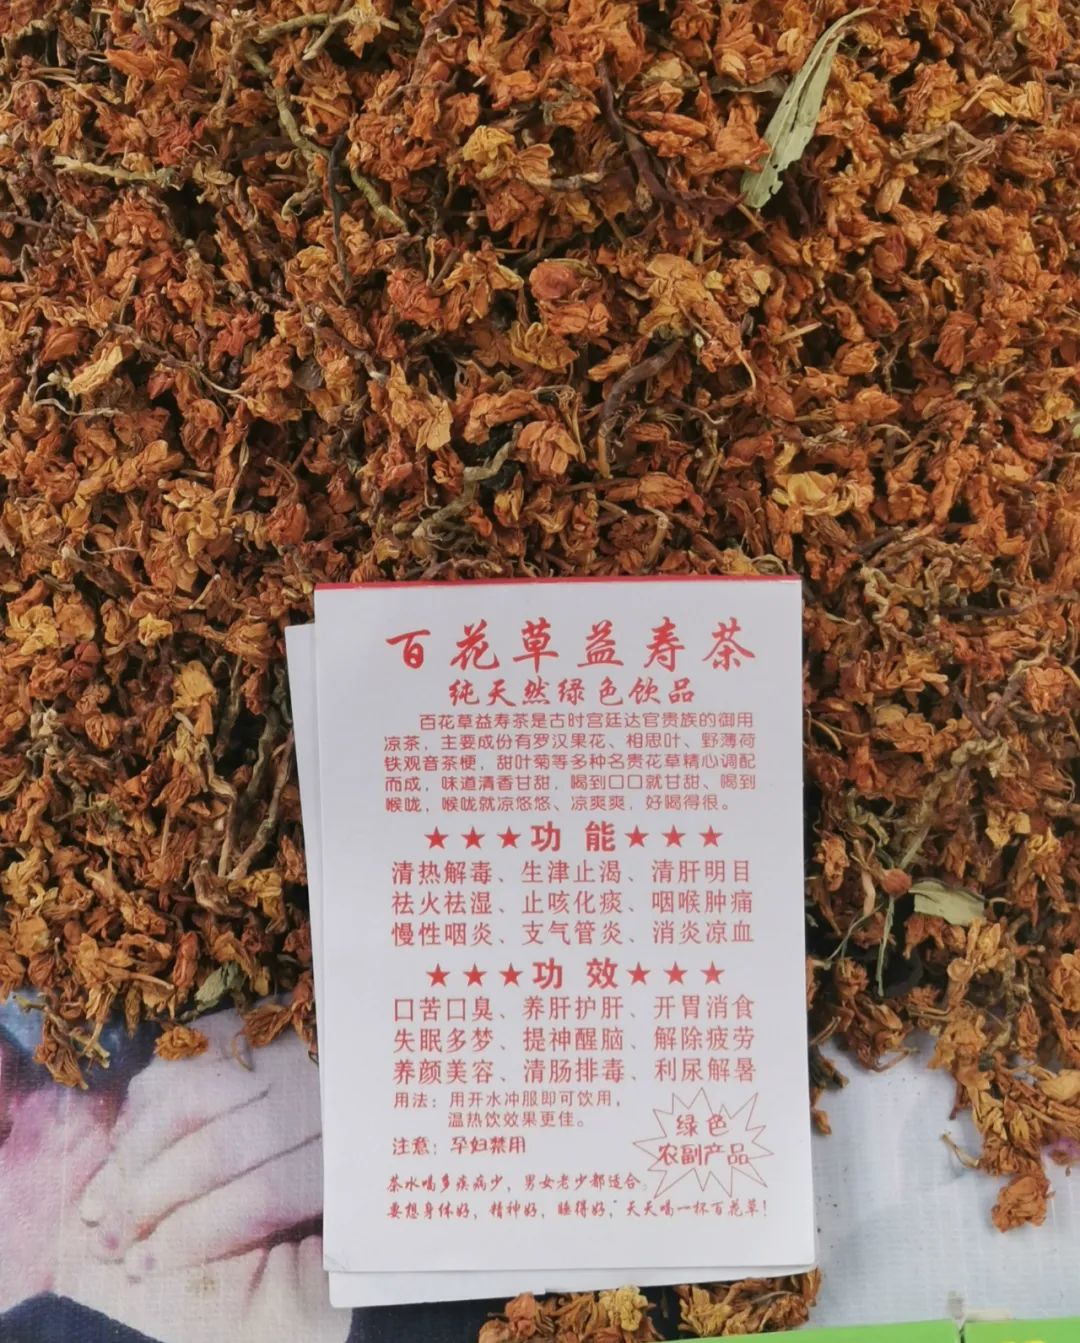 百花草益寿茶
纯天然绿色饮品
百花草益寿茶是古时宫廷达官贵族的御用
凉茶，主要成份有罗汉果花、相思叶、野薄荷
铁观音茶梗，甜叶菊等多种名贵花草精心调配
而成，味道清香甘甜，喝到口口就甘甜、喝到
喉咙，喉咙就凉悠悠、凉爽爽，好喝得很。
★★★功能★★★
清热解毒、生津止渴、清肝明目
祛火祛湿、止咳化痰、咽喉肿痛
慢性咽炎、支气管炎、消炎凉血
★★★功效★★★
口苦口臭、养肝护肝、开胃消食
失眠多梦、提神醒脑、解除疲劳
养颜美容、清肠排毒、利尿解暑
用法：用开水冲服即可饮用，
温热饮效果更佳。
注意：孕妇禁用
绿色
农副产品
茶水喝多疾病少，男女老少都适合。
要想身体好，精神好，睡得好，天天喝一杯百花草！